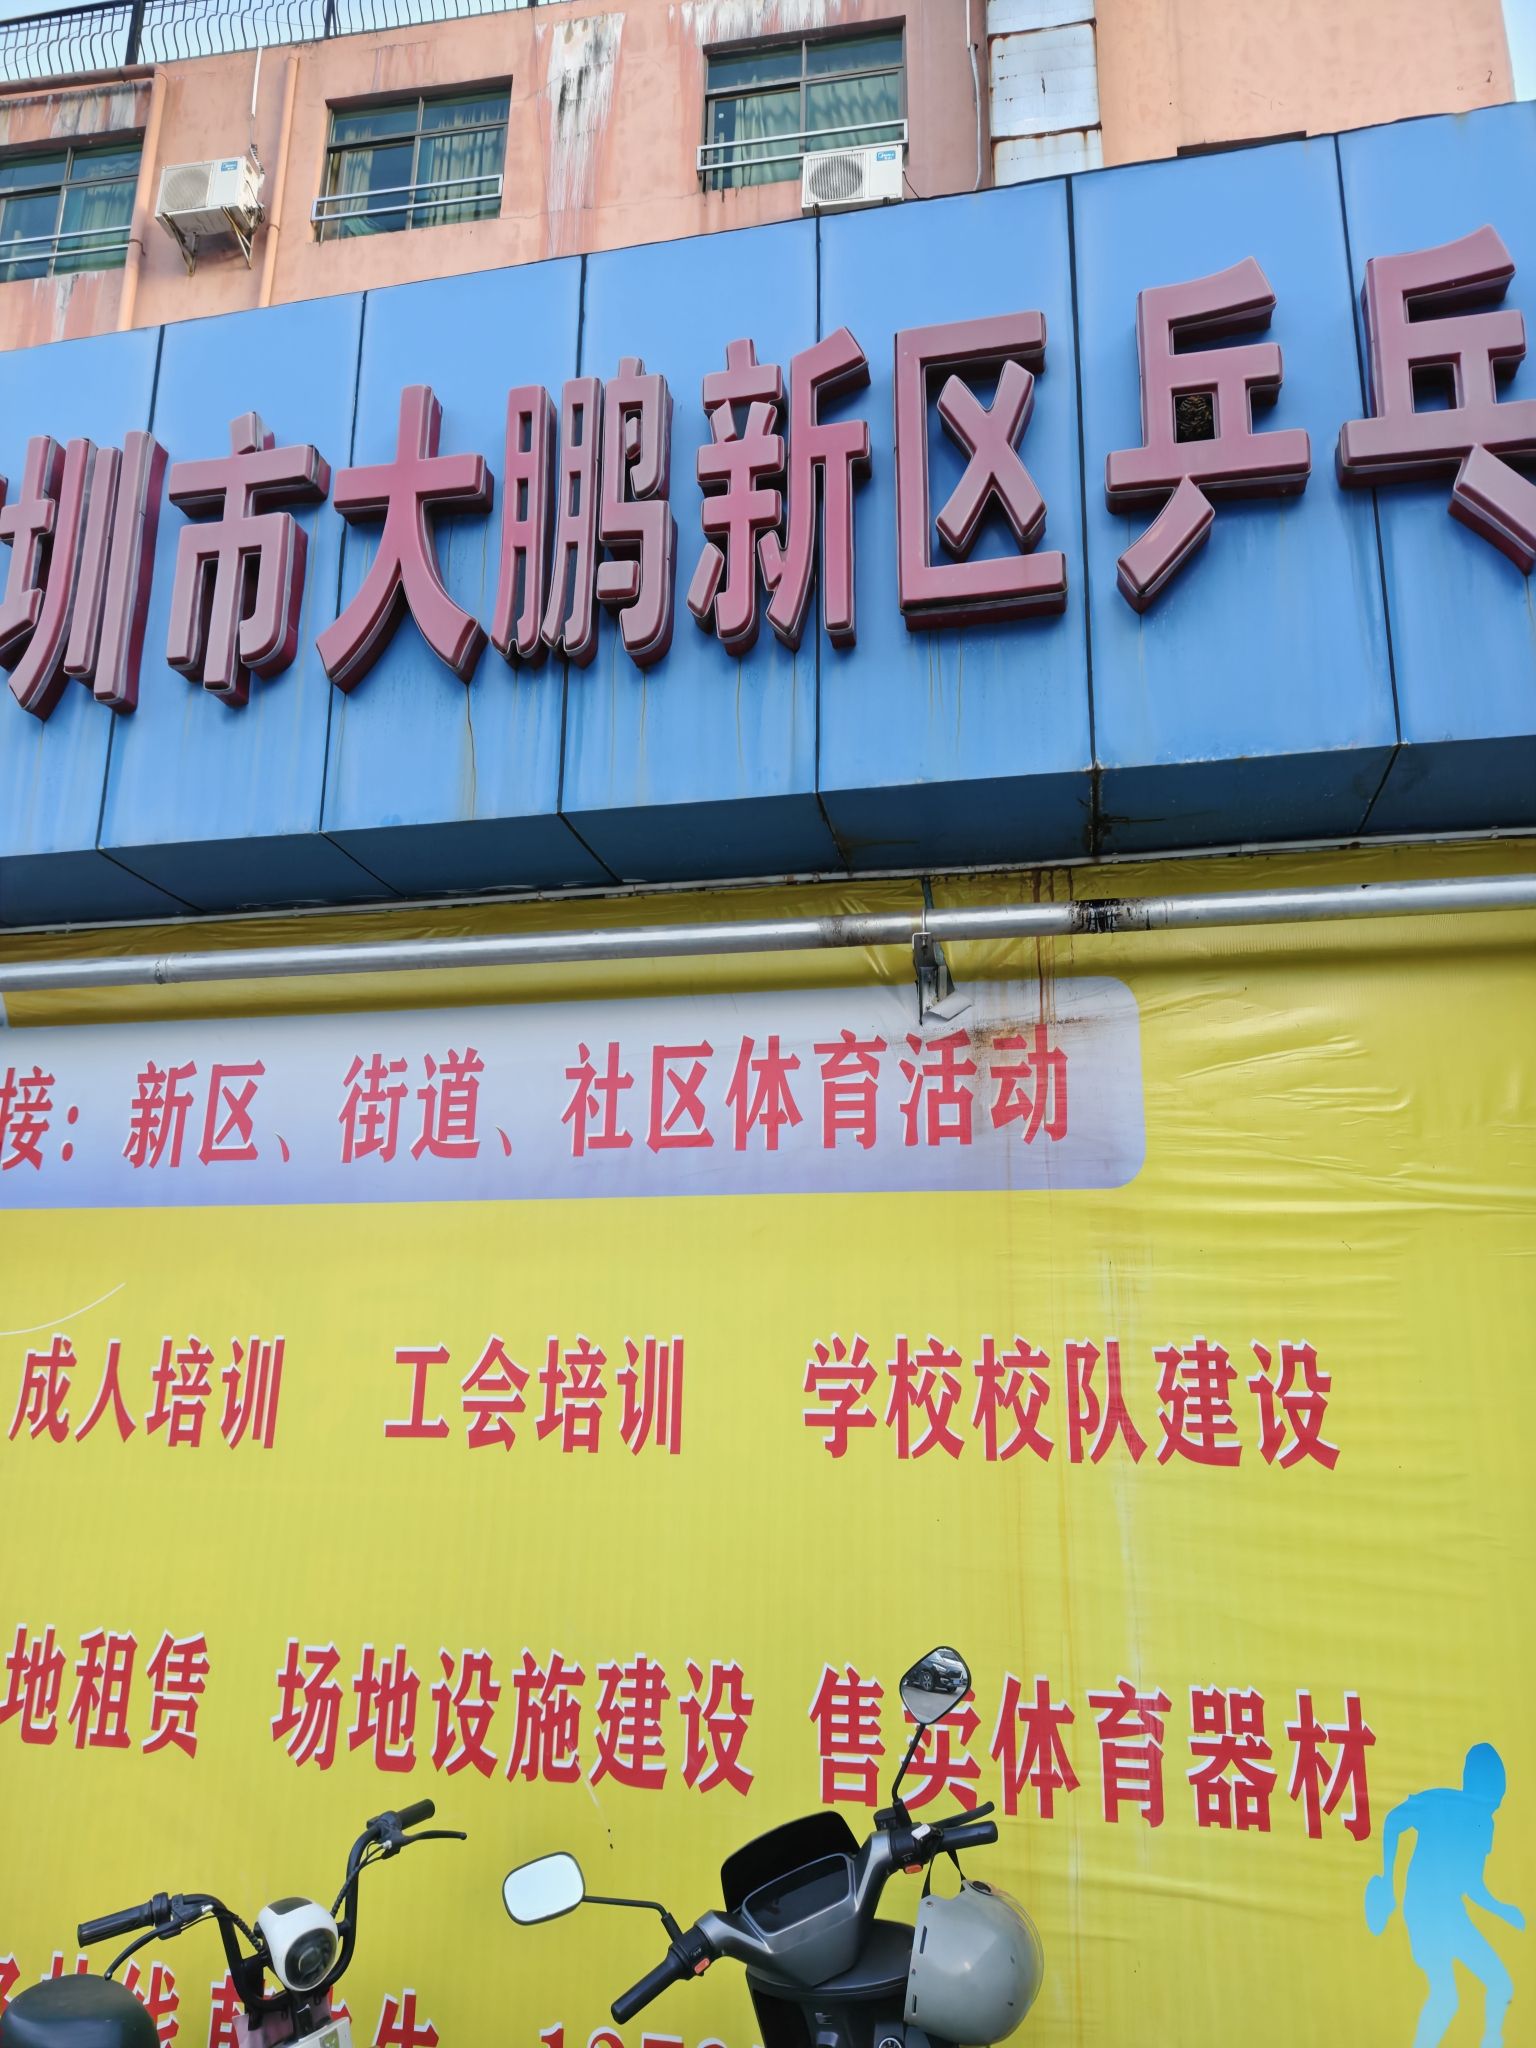 圳市大鹏新区乒乓
接：新区、街道、社区体育活动
成人培训 工会培训 学校校队建设
地租赁 场地设施建设 售卖体育器材